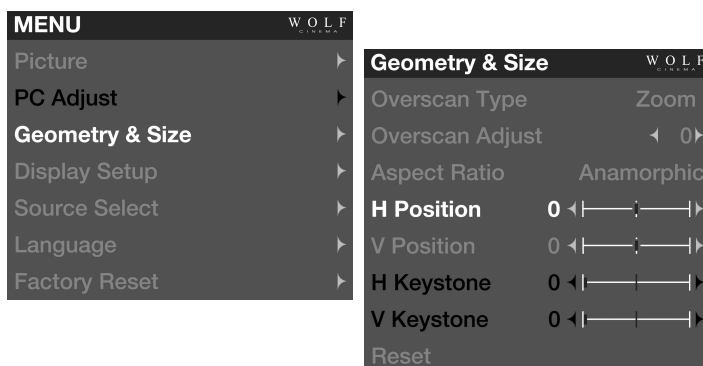 MENU
WOLF
CINEMA
Picture
PC Adjust
Geometry & Size
Display Setup
Source Select
Language
Factory Reset
Geometry & Size
WOLF
CINEMA
Overscan Type Zoom
Overscan Adjust 0
Aspect Ratio Anamorphic
H Position 0
V Position 0
H Keystone 0
V Keystone 0
Reset